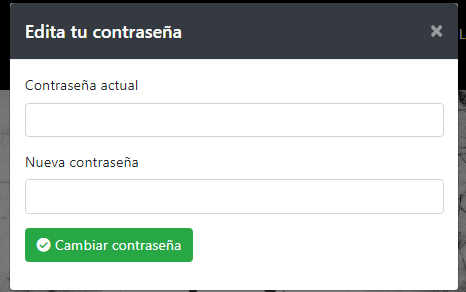 Edita tu contraseña
×
L
Contraseña actual
Nueva contraseña
Cambiar contraseña